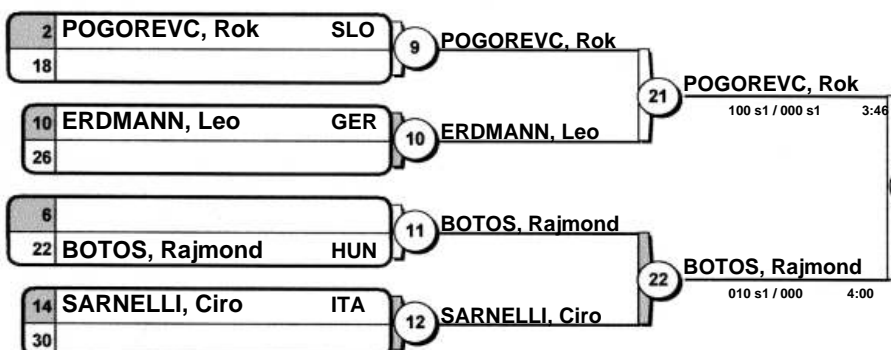 2 POGOREVC, Rok SLO
18
9 POGOREVC, Rok
10 ERDMANN, Leo GER
26
10 ERDMANN, Leo
21 POGOREVC, Rok
100 s1 / 000 s1 3:46
6
22 BOTOS, Rajmond HUN
11 BOTOS, Rajmond
14 SARNELLI, Ciro ITA
30
12 SARNELLI, Ciro
22 BOTOS, Rajmond
010 s1 / 000 4:00